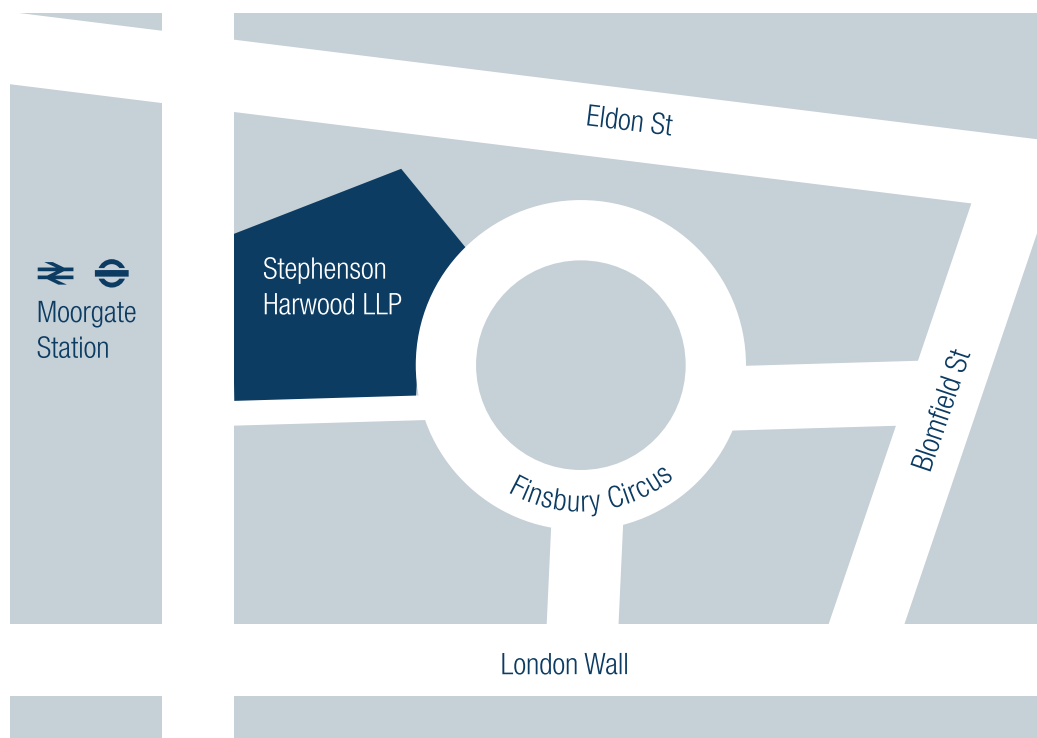 Eldon St
Stephenson
Harwood LLP
Moorgate
Station
Blomfield St
Finsbury Circus
London Wall